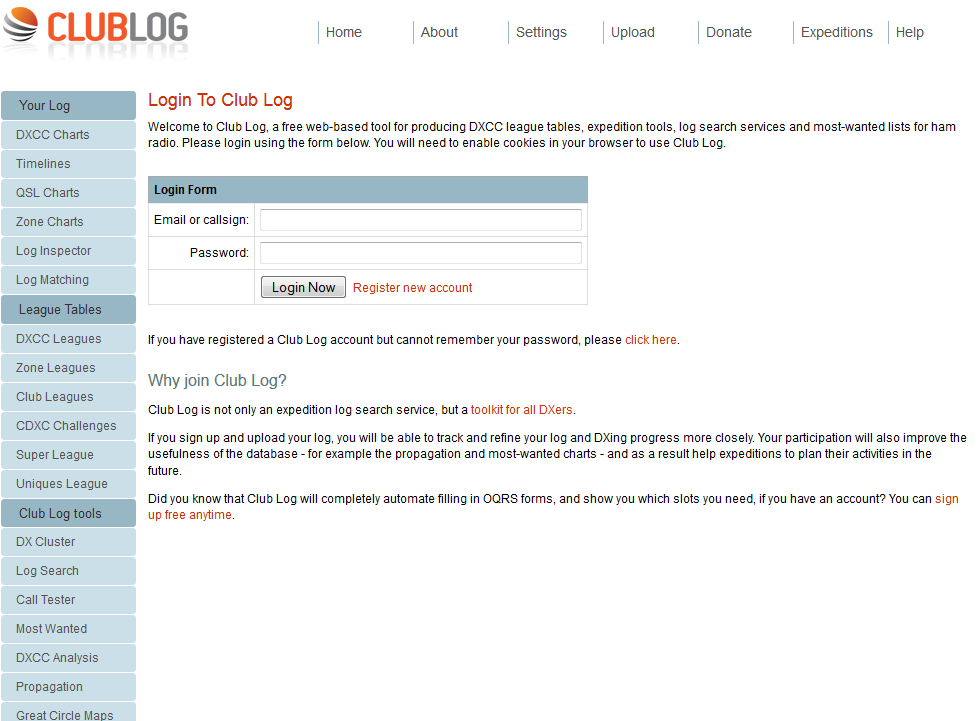 CLUBLOG
Home
About
Settings
Upload
Donate
Expeditions
Help
Your Log
DXCC Charts
Timelines
QSL Charts
Zone Charts
Log Inspector
Log Matching
League Tables
DXCC Leagues
Zone Leagues
Club Leagues
CDXC Challenges
Super League
Uniques League
Club Log tools
DX Cluster
Log Search
Call Tester
Most Wanted
DXCC Analysis
Propagation
Great Circle Maps
Login To Club Log
Welcome to Club Log, a free web-based tool for producing DXCC league tables, expedition tools, log search services and most-wanted lists for ham
radio. Please login using the form below. You will need to enable cookies in your browser to use Club Log.
Login Form
Email or callsign:
Password:
Login Now Register new account
If you have registered a Club Log account but cannot remember your password, please click here.
Why join Club Log?
Club Log is not only an expedition log search service, but a toolkit for all DXers.
If you sign up and upload your log, you will be able to track and refine your log and DXing progress more closely. Your participation will also improve the
usefulness of the database - for example the propagation and most-wanted charts - and as a result help expeditions to plan their activities in the
future.
Did you know that Club Log will completely automate filling in OQRS forms, and show you which slots you need, if you have an account? You can sign
up free anytime.